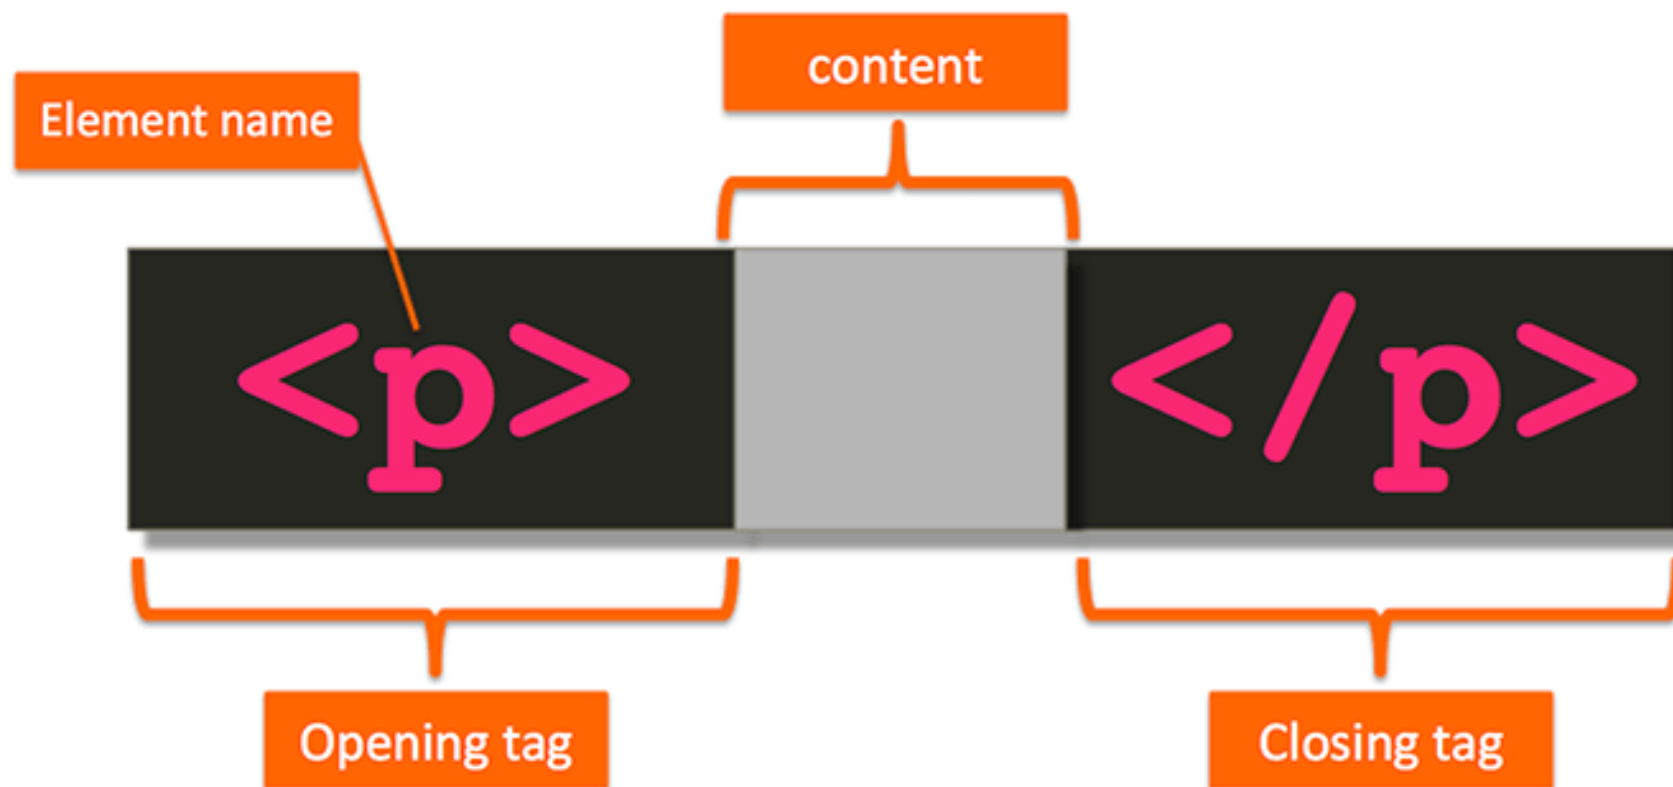 content
Element name
<p> </p>
Opening tag
Closing tag